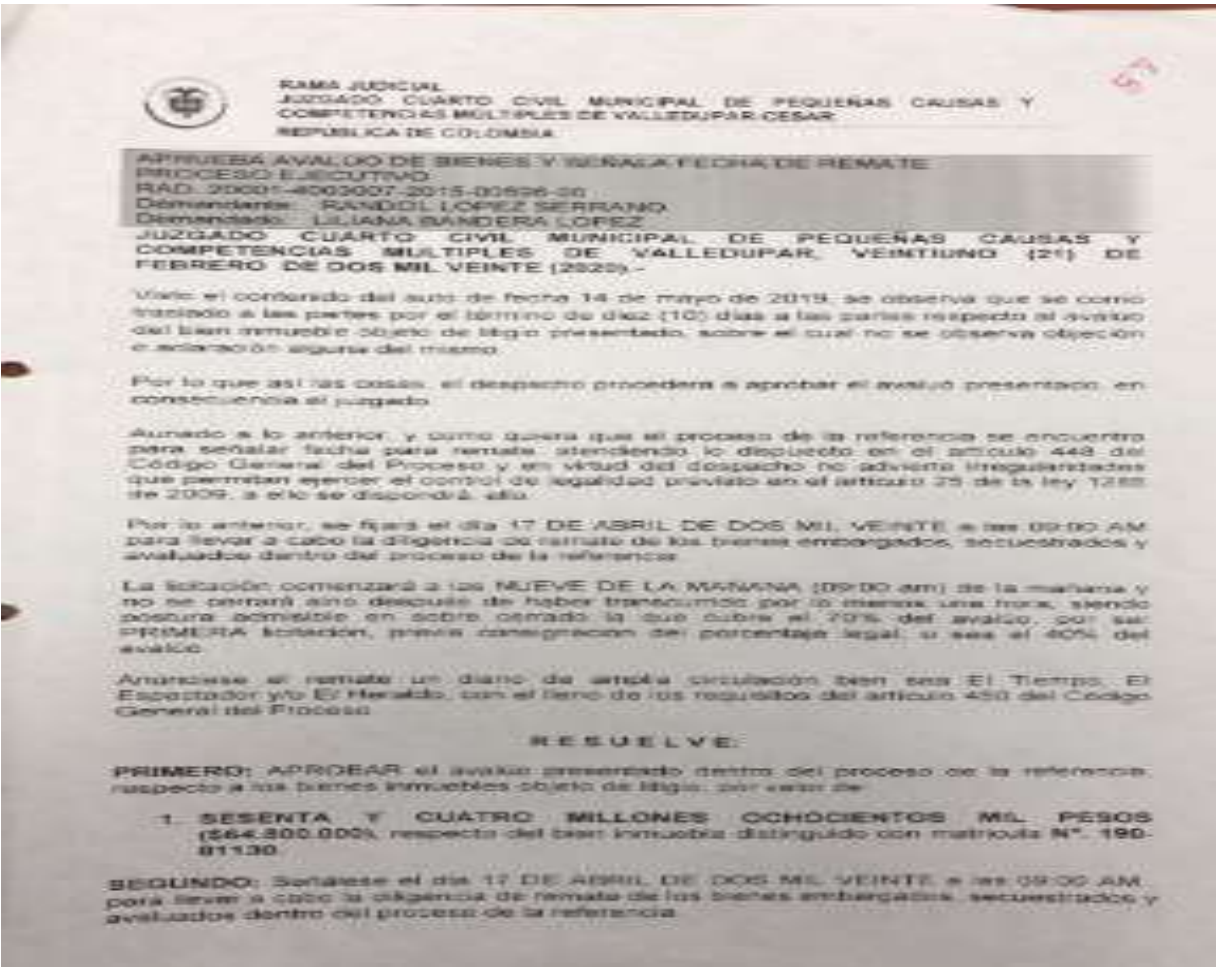 RAMA JUDICIAL
JUZGADO CUARTO CIVIL MUNICIPAL DE PEQUEÑAS CAUSAS Y
COMPETENCIAS MÚLTIPLES DE VALLEDUPAR-CESAR
REPÚBLICA DE COLOMBIA
APRUEBA AVALÚO DE BIENES Y SEÑALA FECHA DE REMATE
PROCESO EJECUTIVO
RAD. 20001-4003007-2015-
Demandante: RANDOL LOPEZ SERRANO
Demandado: LILIANA BANDERA LOPEZ
JUZGADO CUARTO CIVIL MUNICIPAL DE PEQUEÑAS CAUSAS Y
COMPETENCIAS MULTIPLES DE VALLEDUPAR, VEINTIUNO (21) DE
FEBRERO DE DOS MIL VEINTE (2020).-
Visto el contenido del auto de fecha 14 de mayo de 2019, se observa que se corrió
traslado a las partes por el término de diez (10) días a las partes respecto al avalúo
del bien inmueble objeto de litigio presentado, sobre el cual no se observa objeción
o aclaración alguna del mismo.
Por lo que así las cosas, el despacho procederá a aprobar el avalúo presentado, en
consecuencia el juzgado
Aunado a lo anterior, y como quiera que el proceso de la referencia se encuentra
para señalar fecha para remate, atendiendo lo dispuesto en el artículo 448 del
Código General del Proceso y en virtud del despacho no advierte irregularidades
que permitan ejercer el control de legalidad previsto en el artículo 25 de la ley 1285
de 2009, a ello se dispondrá, ello.
Por lo anterior, se fijará el día 17 DE ABRIL DE DOS MIL VEINTE a las 09:00 AM
para llevar a cabo la diligencia de remate de los bienes embargados, secuestrados y
avaluados dentro del proceso de la referencia.
La licitación comenzará a las NUEVE DE LA MAÑANA (09:00 am) de la mañana y
no se cerrará sino después de haber transcurrido por lo menos una hora, siendo
postura admisible en sobre cerrado la que cubra el 70% del avalúo, por ser
PRIMERA licitación, previa consignación del porcentaje legal, o sea el 40% del
avalúo.
Anúnciese el remate un diario de amplia circulación bien sea El Tiempo, El
Espectador y/o El Heraldo, con el lleno de los requisitos del artículo 450 del Código
General del Proceso.
RESUELVE:
PRIMERO: APROBAR el avalúo presentado dentro del proceso de la referencia,
respecto a los bienes inmuebles objeto de litigio, por valor de:
1. SESENTA Y CUATRO MILLONES OCHOCIENTOS MIL PESOS
($64.800.000), respecto del bien inmueble distinguido con matricula N°. 190-
81130.
SEGUNDO: Señálese el día 17 DE ABRIL DE DOS MIL VEINTE a las 09:00 AM,
para llevar a cabo la diligencia de remate de los bienes embargados, secuestrados y
avaluados dentro del proceso de la referencia.